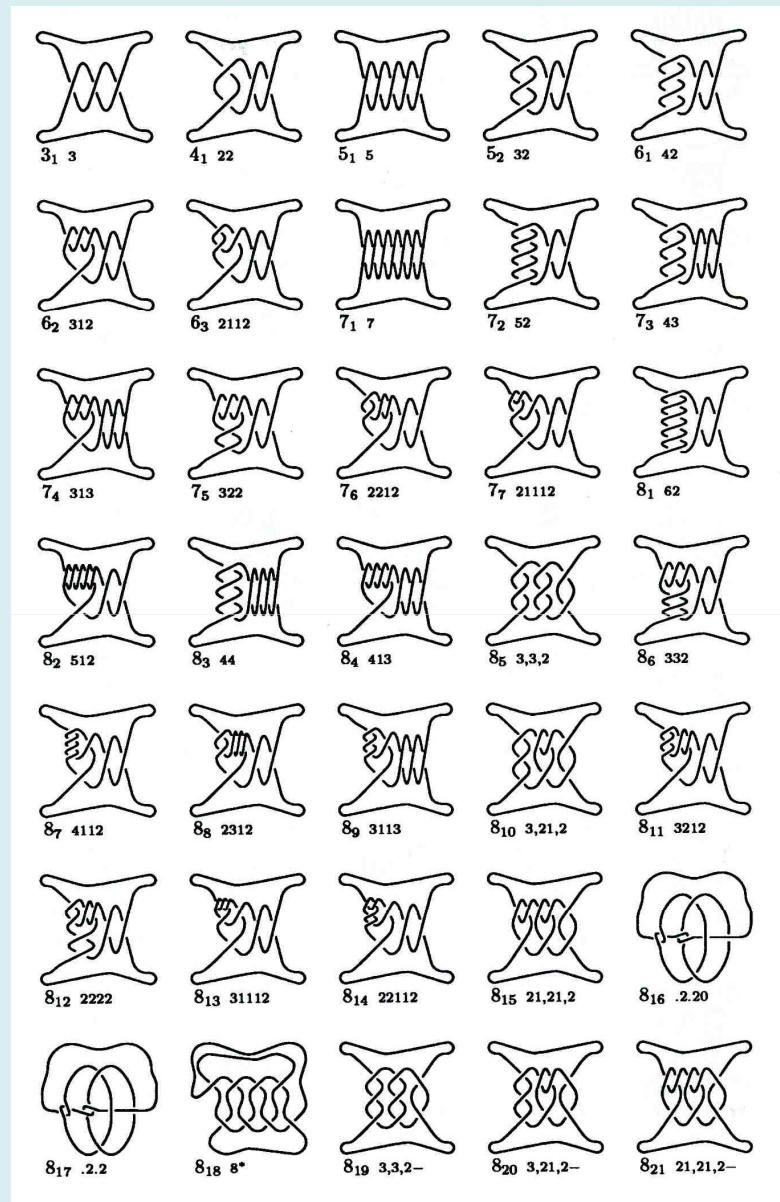 3₁ 3 4₁ 22 5₁ 5 5₂ 32 6₁ 42
6₂ 312 6₃ 2112 7₁ 7 7₂ 52 7₃ 43
7₄ 313 7₅ 322 7₆ 2212 7₇ 21112 8₁ 62
8₂ 512 8₃ 44 8₄ 413 8₅ 3,3,2 8₆ 332
8₇ 4112 8₈ 2312 8₉ 3113 8₁₀ 3,21,2 8₁₁ 3212
8₁₂ 2222 8₁₃ 31112 8₁₄ 22112 8₁₅ 21,21,2 8₁₆ .2.20
8₁₇ .2.2 8₁₈ 8* 8₁₉ 3,3,2− 8₂₀ 3,21,2− 8₂₁ 21,21,2−